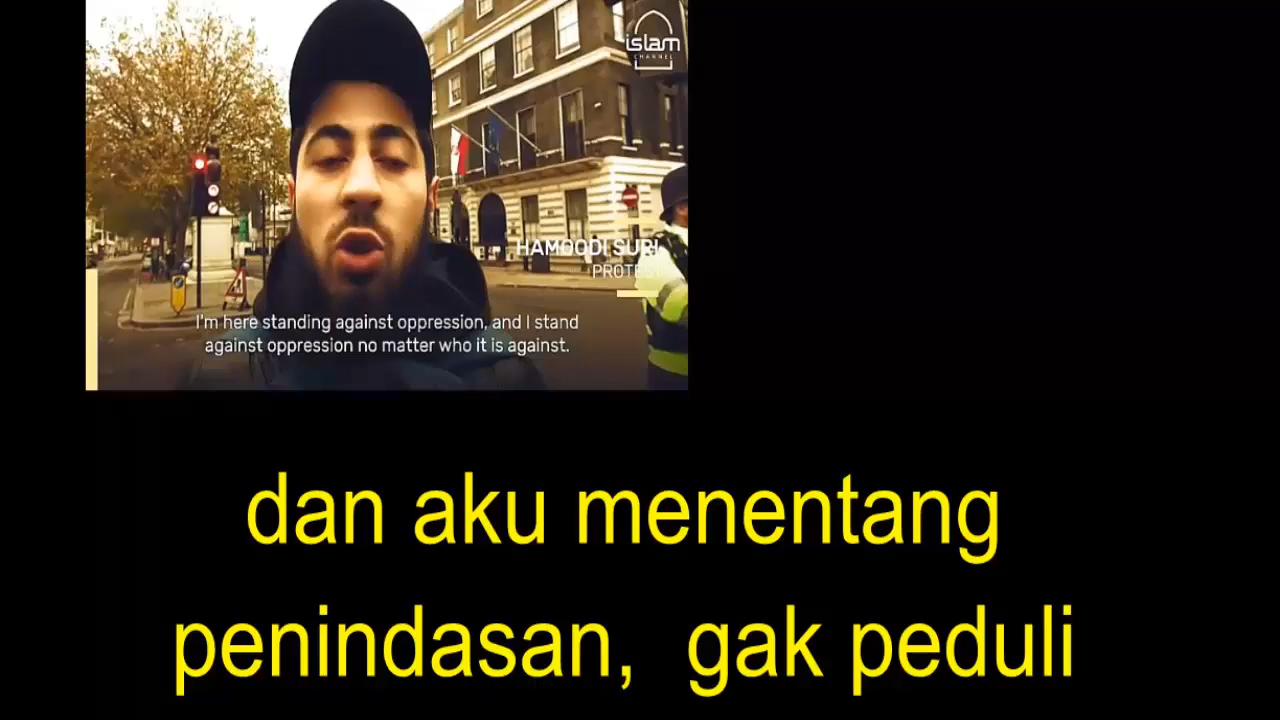 islam
CHANNEL
HAMOODI SURI
I'm here standing against oppression, and I stand
against oppression no matter who it is against.
dan aku menentang
penindasan, gak peduli